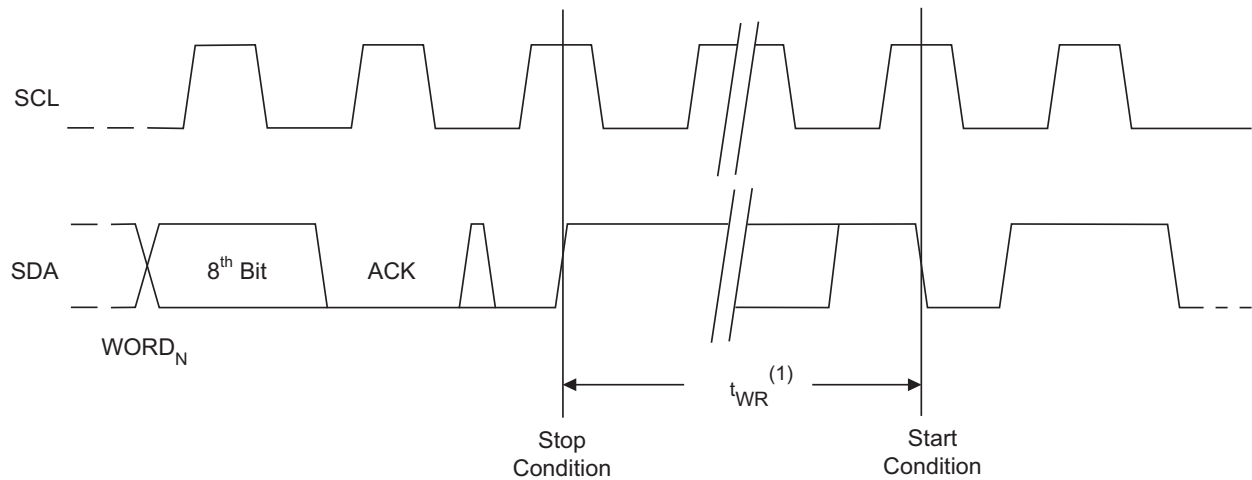 SCL
SDA
8th Bit
ACK
WORDN
tWR(1)
Stop
Condition
Start
Condition